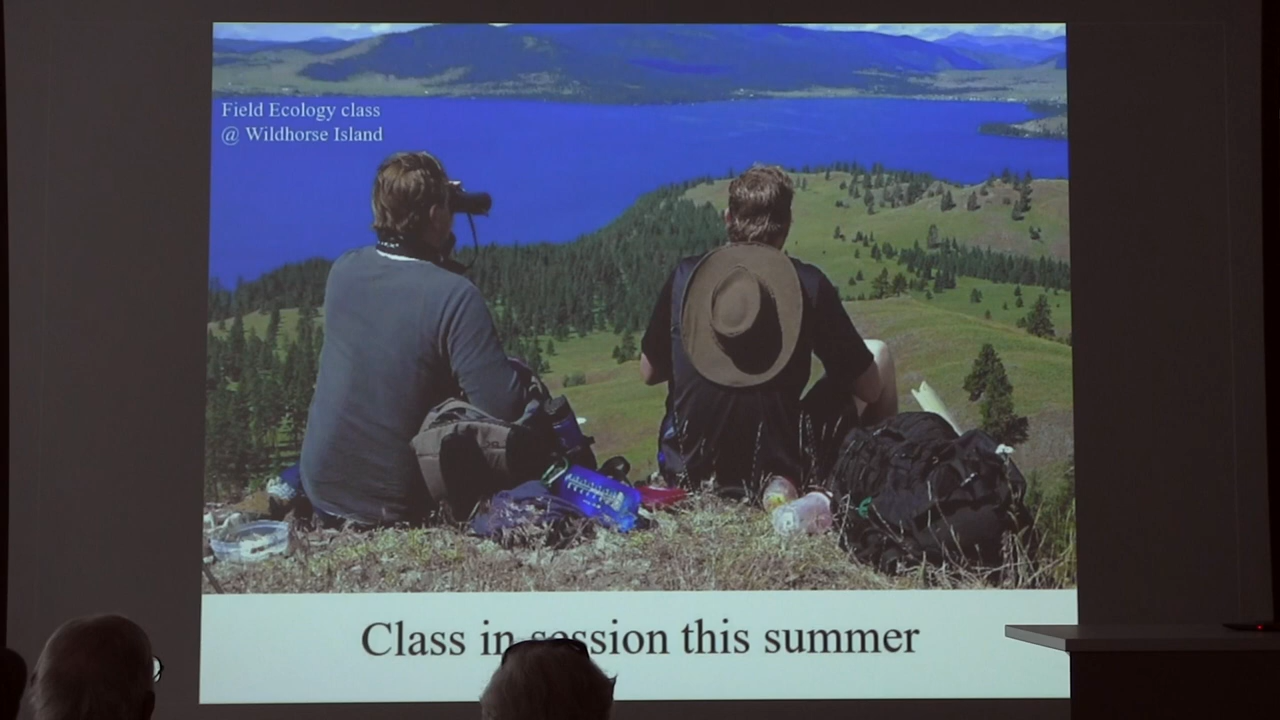 Field Ecology class
@ Wildhorse Island
Class in session this summer